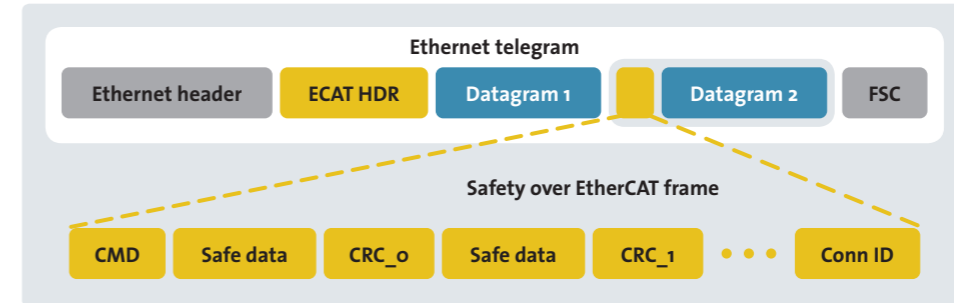 Ethernet telegram
Ethernet header ECAT HDR Datagram 1 Datagram 2 FSC
Safety over EtherCAT frame
CMD Safe data CRC_0 Safe data CRC_1 Conn ID